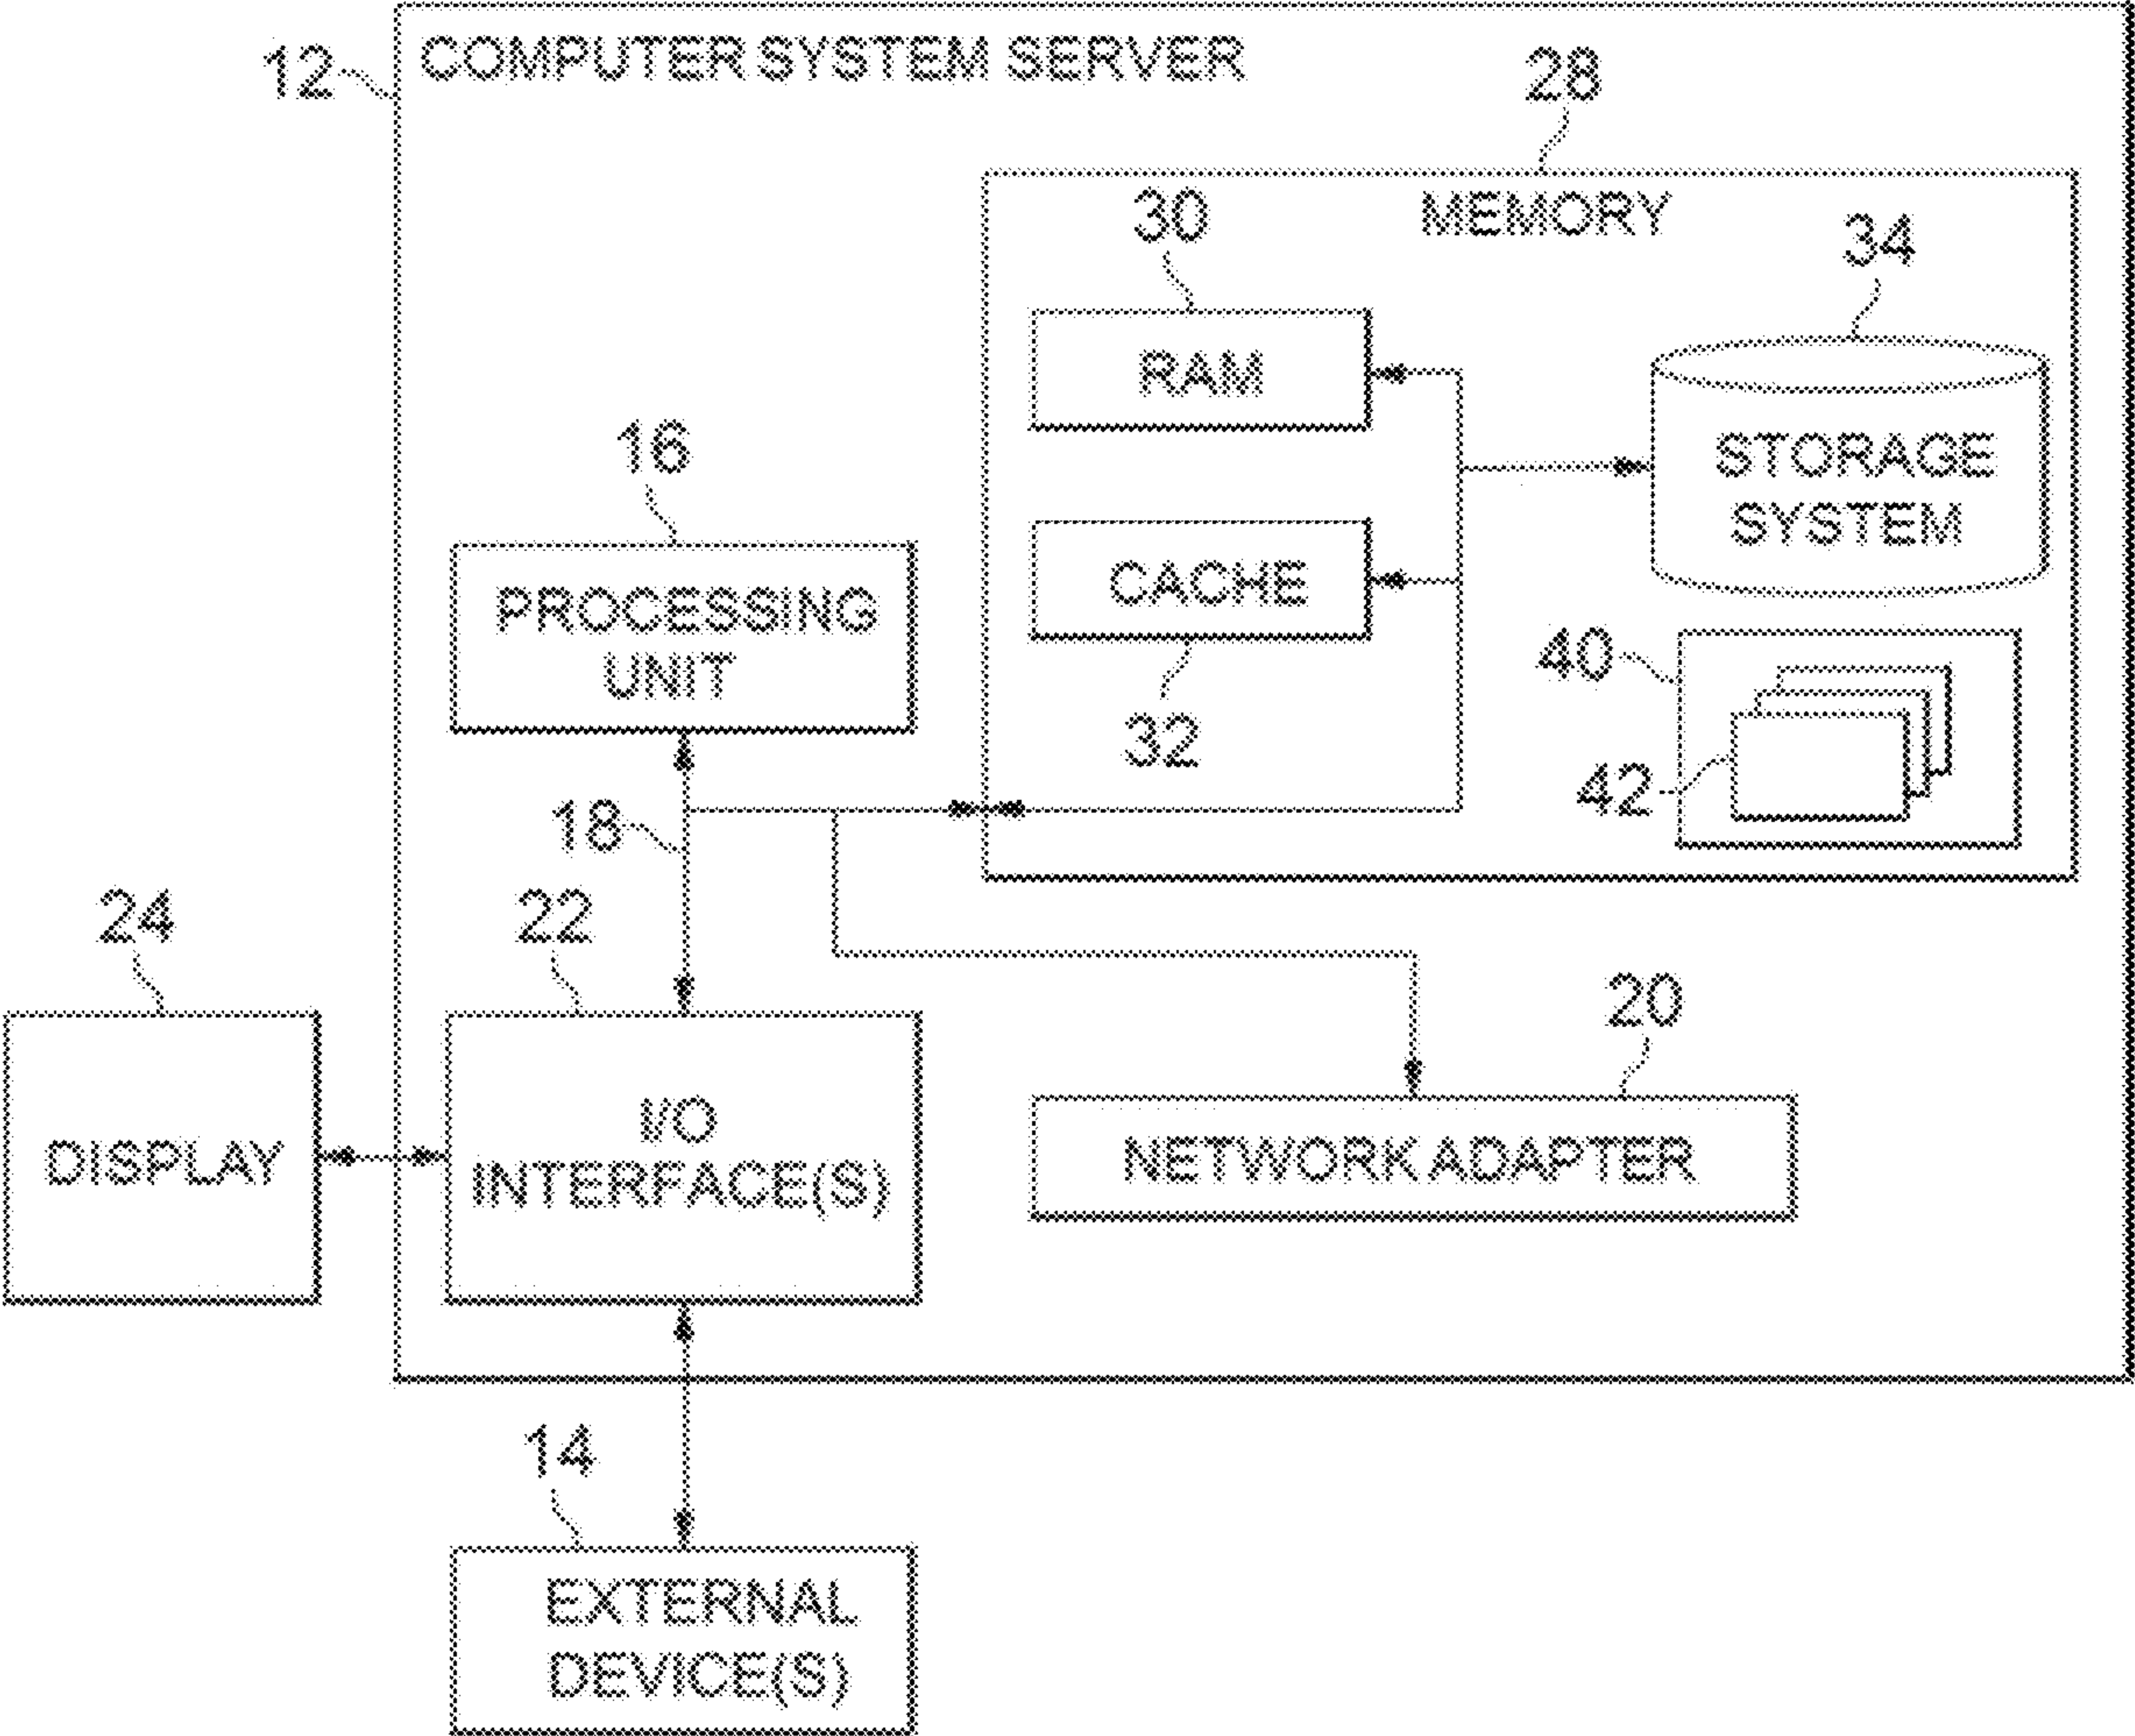 12
COMPUTER SYSTEM SERVER
28
MEMORY
30
34
RAM
16
STORAGE
SYSTEM
CACHE
PROCESSING
UNIT
40
32
42
18
24
22
20
DISPLAY
I/O
INTERFACE(S)
NETWORK ADAPTER
14
EXTERNAL
DEVICE(S)